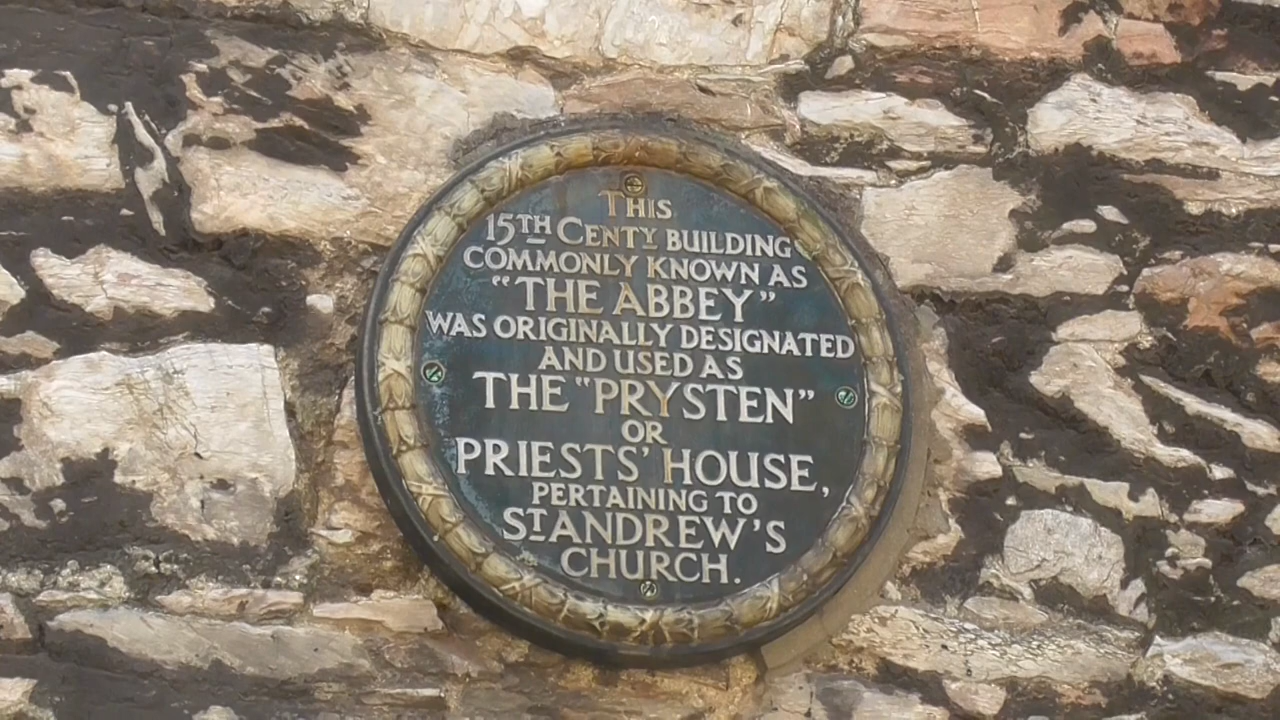 THIS
15TH CENTY BUILDING
COMMONLY KNOWN AS
"THE ABBEY"
WAS ORIGINALLY DESIGNATED
AND USED AS
THE "PRYSTEN"
OR
PRIESTS' HOUSE,
PERTAINING TO
ST ANDREW'S
CHURCH.